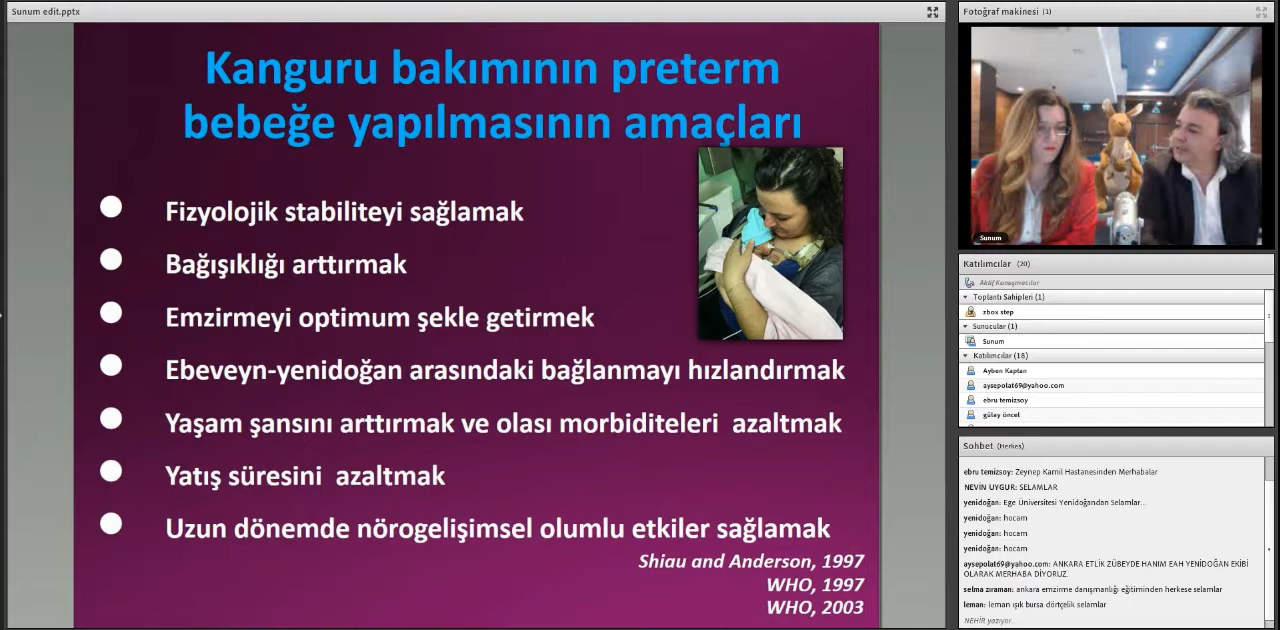 Sunum edit.pptx
Kanguru bakımının preterm
bebeğe yapılmasının amaçları
Fizyolojik stabiliteyi sağlamak
Bağışıklığı arttırmak
Emzirmeyi optimum şekle getirmek
Ebeveyn-yenidoğan arasındaki bağlanmayı hızlandırmak
Yaşam şansını arttırmak ve olası morbiditeleri azaltmak
Yatış süresini azaltmak
Uzun dönemde nörogelişimsel olumlu etkiler sağlamak
Shiau and Anderson, 1997
WHO, 1997
WHO, 2003
Fotoğraf makinesi (1)
Sunum
Katılımcılar (20)
Aktif Konuşmacılar
Toplantı Sahipleri (1)
zbox step
Sunucular (1)
Sunum
Katılımcılar (18)
Ayben Kaptan
aysepolat69@yahoo.com
ebru temizsoy
gülay öncel
Sohbet (Herkes)
ebru temizsoy: Zeynep Kamil Hastanesinden Merhabalar
NEVİN UYGUR: SELAMLAR
yenidoğan: Ege Üniversitesi Yenidoğandan Selamlar...
yenidoğan: hocam
yenidoğan: hocam
yenidoğan: hocam
aysepolat69@yahoo.com: ANKARA ETLİK ZÜBEYDE HANIM EAH YENİDOĞAN EKİBİ
OLARAK MERHABA DİYORUZ.
selma zıraman: ankara emzirme danışmanlığı eğitiminden herkese selamlar
leman: leman ışık bursa dörtçelik selamlar
NEHİR yazıyor.